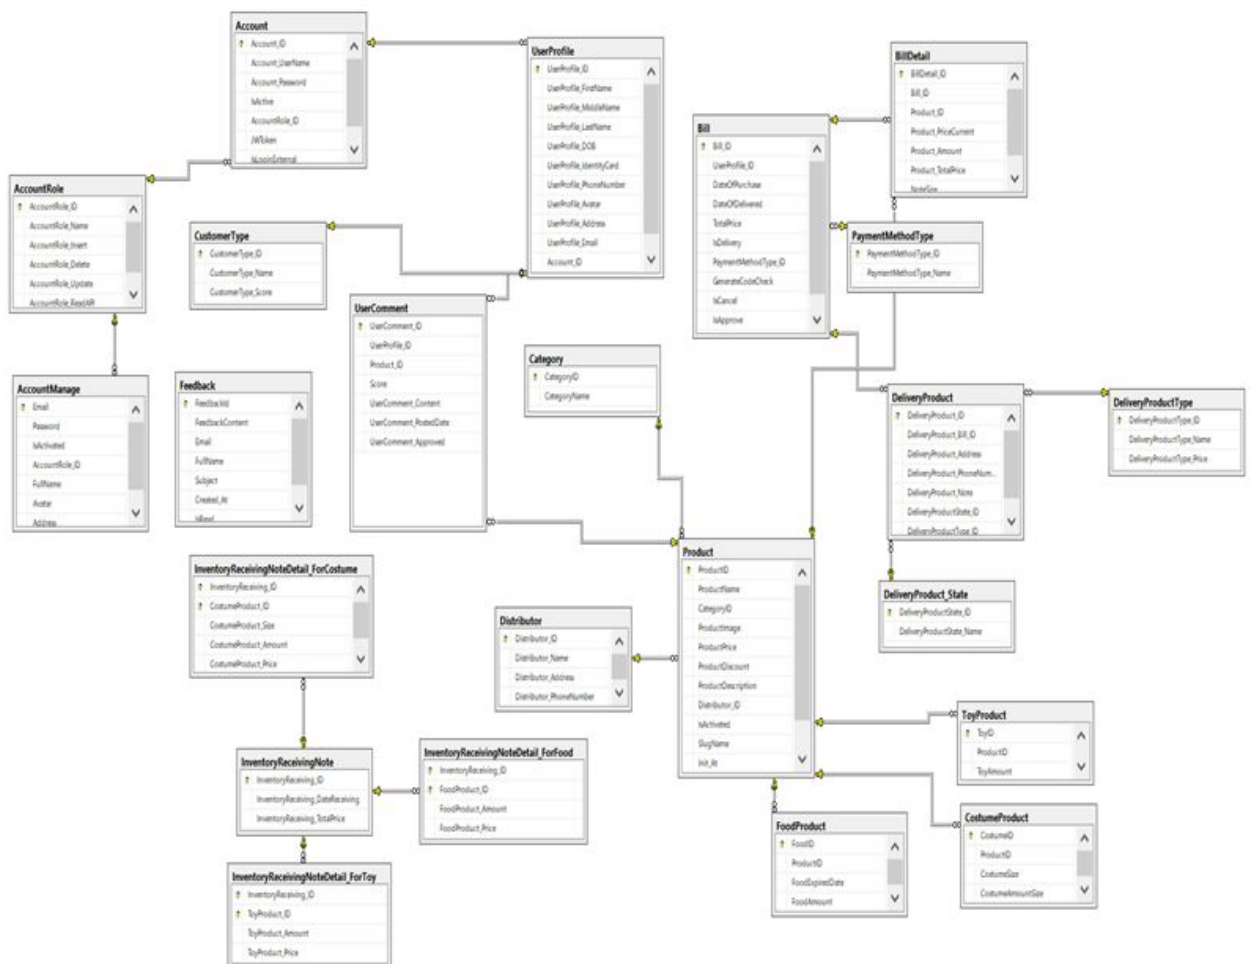 Account
Account_ID
Account_UserName
Account_Password
IsActive
AccountRole_ID
JWToken
IsLoginExternal
UserProfile
UserProfile_ID
UserProfile_FirstName
UserProfile_MiddleName
UserProfile_LastName
UserProfile_DOB
UserProfile_IdentityCard
UserProfile_PhoneNumber
UserProfile_Avatar
UserProfile_Address
UserProfile_Email
Account_ID
BillDetail
BillDetail_ID
Bill_ID
Product_ID
Product_PriceCurrent
Product_Amount
Product_TotalPrice
NoteSize
Bill
Bill_ID
UserProfile_ID
DateOfPurchase
DateOfDelivered
TotalPrice
IsDelivery
PaymentMethodType_ID
GenerateCodeCheck
IsCancel
IsApprove
AccountRole
AccountRole_ID
AccountRole_Name
AccountRole_Insert
AccountRole_Delete
AccountRole_Update
AccountRole_ReadAPI
CustomerType
CustomerType_ID
CustomerType_Name
CustomerType_Score
PaymentMethodType
PaymentMethodType_ID
PaymentMethodType_Name
UserComment
UserComment_ID
UserProfile_ID
Product_ID
Score
UserComment_Content
UserComment_PostedDate
UserComment_Approved
Category
CategoryID
CategoryName
AccountManage
Email
Password
IsActivated
AccountRole_ID
FullName
Avatar
Address
Feedback
FeedbackId
FeedbackContent
Email
FullName
Subject
Created_At
IsRead
DeliveryProduct
DeliveryProduct_ID
DeliveryProduct_Bill_ID
DeliveryProduct_Address
DeliveryProduct_PhoneNum...
DeliveryProduct_Note
DeliveryProductState_ID
DeliveryProductType_ID
DeliveryProductType
DeliveryProductType_ID
DeliveryProductType_Name
DeliveryProductType_Price
Product
ProductID
ProductName
CategoryID
ProductImage
ProductPrice
ProductDiscount
ProductDescription
Distributor_ID
IsActivated
SlugName
Init_At
DeliveryProduct_State
DeliveryProductState_ID
DeliveryProductState_Name
InventoryReceivingNoteDetail_ForCostume
InventoryReceiving_ID
CostumeProduct_ID
CostumeProduct_Size
CostumeProduct_Amount
CostumeProduct_Price
Distributor
Distributor_ID
Distributor_Name
Distributor_Address
Distributor_PhoneNumber
ToyProduct
ToyID
ProductID
ToyAmount
InventoryReceivingNote
InventoryReceiving_ID
InventoryReceiving_DateReceiving
InventoryReceiving_TotalPrice
InventoryReceivingNoteDetail_ForFood
InventoryReceiving_ID
FoodProduct_ID
FoodProduct_Amount
FoodProduct_Price
FoodProduct
FoodID
ProductID
FoodExpiredDate
FoodAmount
CostumeProduct
CostumeID
ProductID
CostumeSize
CostumeAmountSize
InventoryReceivingNoteDetail_ForToy
InventoryReceiving_ID
ToyProduct_ID
ToyProduct_Amount
ToyProduct_Price